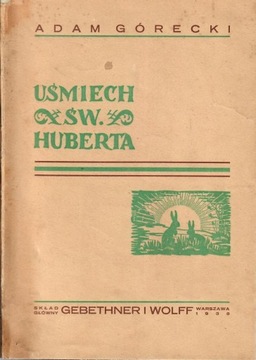 ADAM GÓRECKI
UŚMIECH
ŚW.
HUBERTA
SKŁAD GŁÓWNY GEBETHNER I WOLFF WARSZAWA